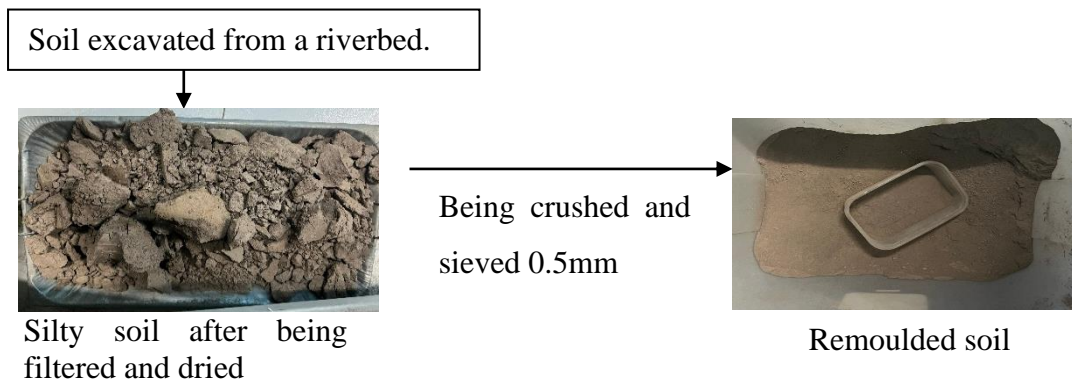 Soil excavated from a riverbed.
Being crushed and
sieved 0.5mm
Silty soil after being
filtered and dried
Remoulded soil